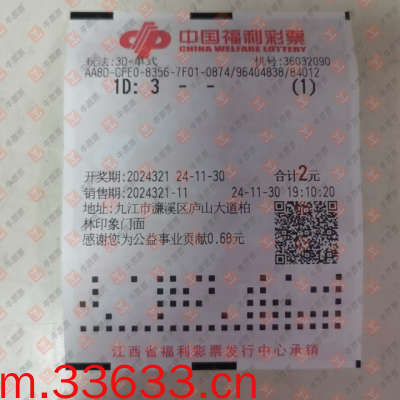 中国福利彩票
CHINA WELFARE LOTTERY
玩法:3D-单式 机号:36032090
AA8D-CFE0-8356-7F01-0874/96404838/84012
1D: 3 - - (1)
开奖期:2024321 24-11-30 合计2元
销售期:2024321-11 24-11-30 19:10:20
地址:九江市濂溪区庐山大道柏
林印象门面
感谢您为公益事业贡献0.68元
江西省福利彩票发行中心承销
m.33633.cn